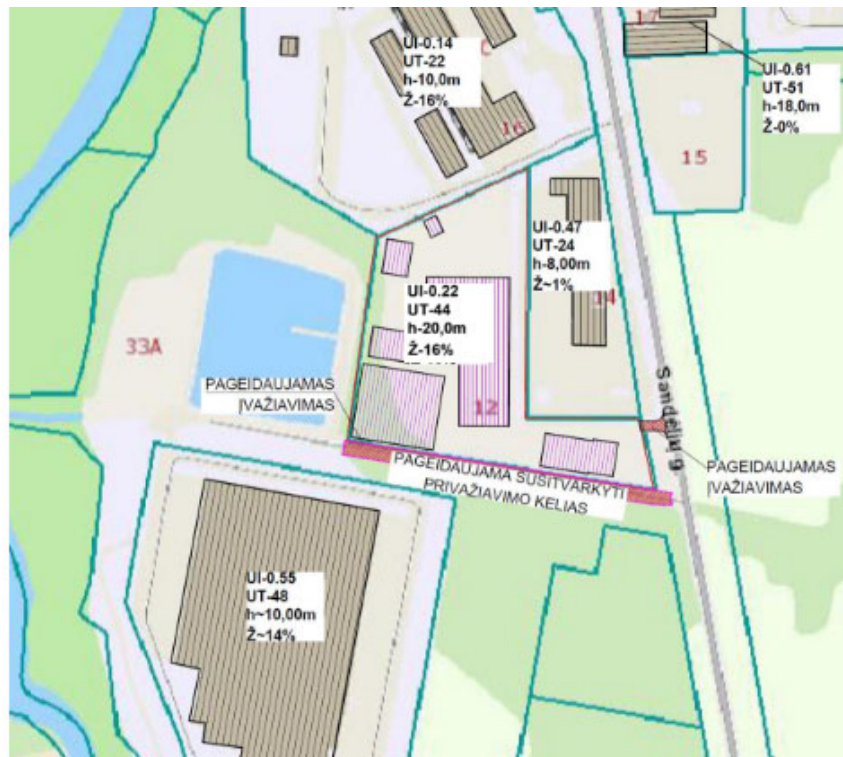 17
UI-0.14
UT-22
h-10,0m
Ž-16%
16
UI-0.61
UT-51
h-18,0m
Ž-0%
15
UI-0.47
UT-24
h-8,00m
Ž~1%
14
UI-0.22
UT-44
h-20,0m
Ž-16%
12
33A
PAGEIDAUJAMAS
ĮVAŽIAVIMAS
PAGEIDAUJAMA SUSITVARKYTI
PRIVAŽIAVIMO KELIAS
PAGEIDAUJAMAS
ĮVAŽIAVIMAS
UI-0.55
UT-48
h~10,00m
Ž~14%